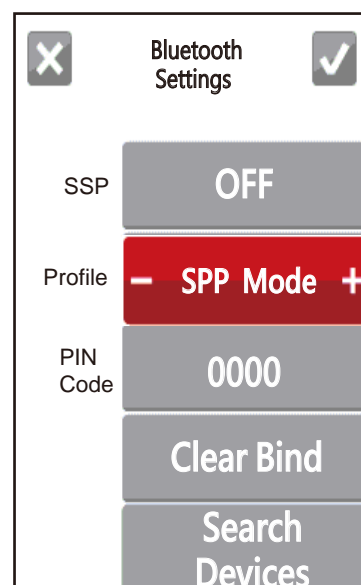 Bluetooth
Settings
SSP
OFF
Profile
- SPP Mode +
PIN
Code
0000
Clear Bind
Search
Devices